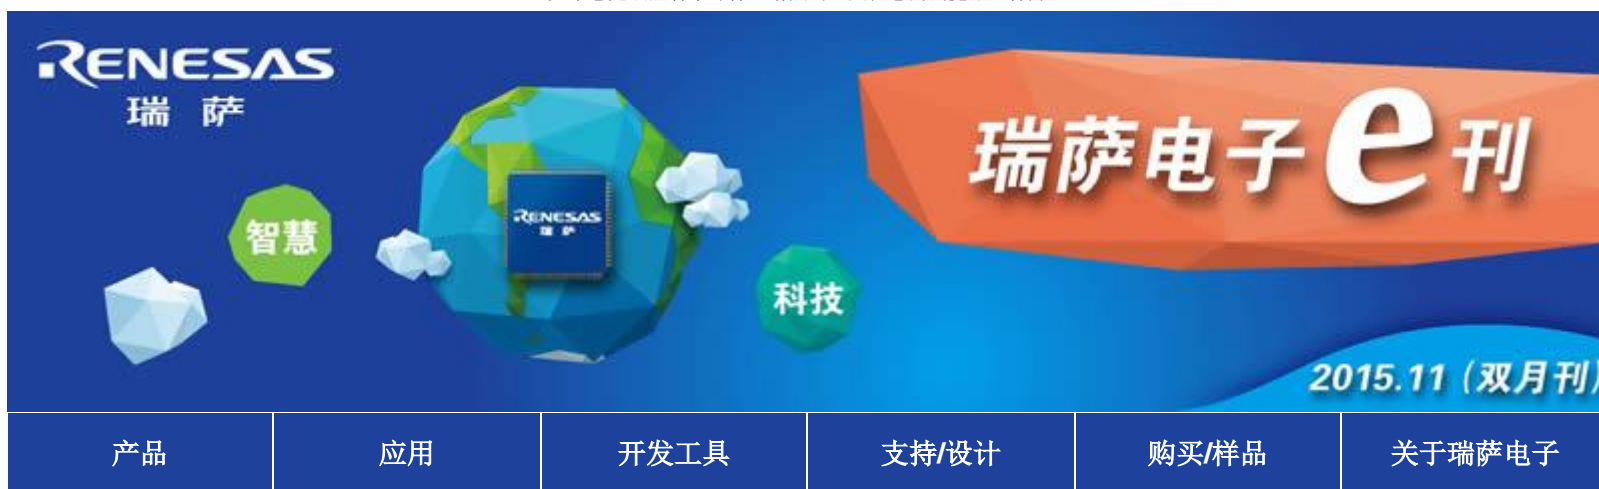 RENESAS
瑞萨
瑞萨电子e刊
RENESAS
瑞萨
智慧
科技
2015.11（双月刊）
产品
应用
开发工具
支持/设计
购买/样品
关于瑞萨电子